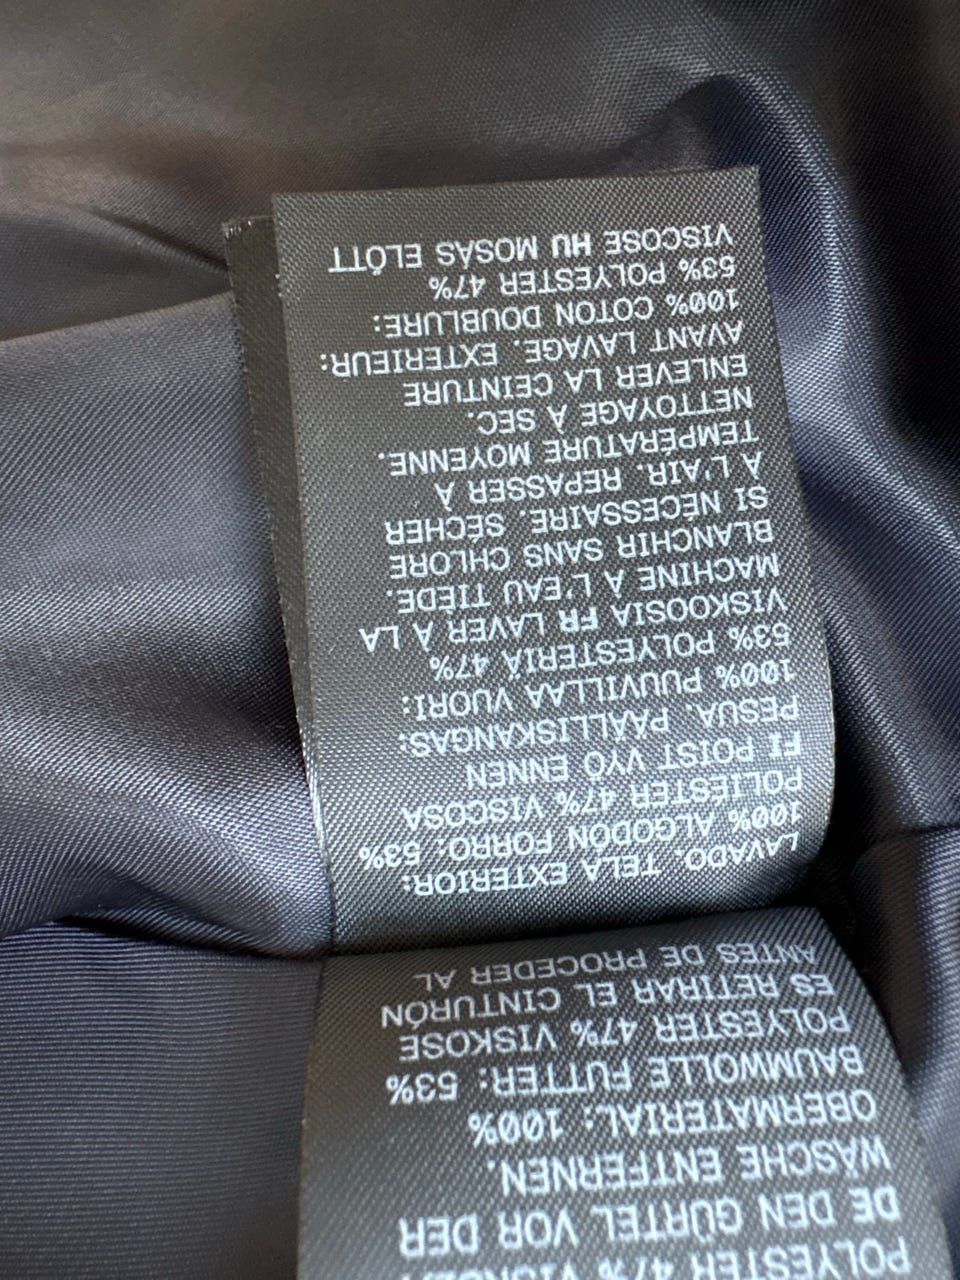 POLYESTER 47%
DE DEN GÜRTEL VOR DER
WÄSCHE ENTFERNEN.
OBERMATERIAL: 100%
BAUMWOLLE FUTTER: 53%
POLYESTER 47% VISKOSE
ES RETIRAR EL CINTURÓN
ANTES DE PROCEDER AL
LAVADO. TELA EXTERIOR:
100% ALGODÓN FORRO: 53%
POLIÉSTER 47% VISCOSA
FI POIST VYÖ ENNEN
PESUA. PÄÄLLISKANGAS:
100% PUUVILLAA VUORI:
53% POLYESTERIÄ 47%
VISKOOSIA FR LAVER À LA
MACHINE À L'EAU TIÈDE.
BLANCHIR SANS CHLORE
SI NÉCESSAIRE. SÉCHER
À L'AIR. REPASSER À
TEMPÉRATURE MOYENNE.
NETTOYAGE À SEC.
ENLEVER LA CEINTURE
AVANT LAVAGE. EXTERIEUR:
100% COTON DOUBLURE:
53% POLYESTER 47%
VISCOSE HU MOSÁS ELŐTT